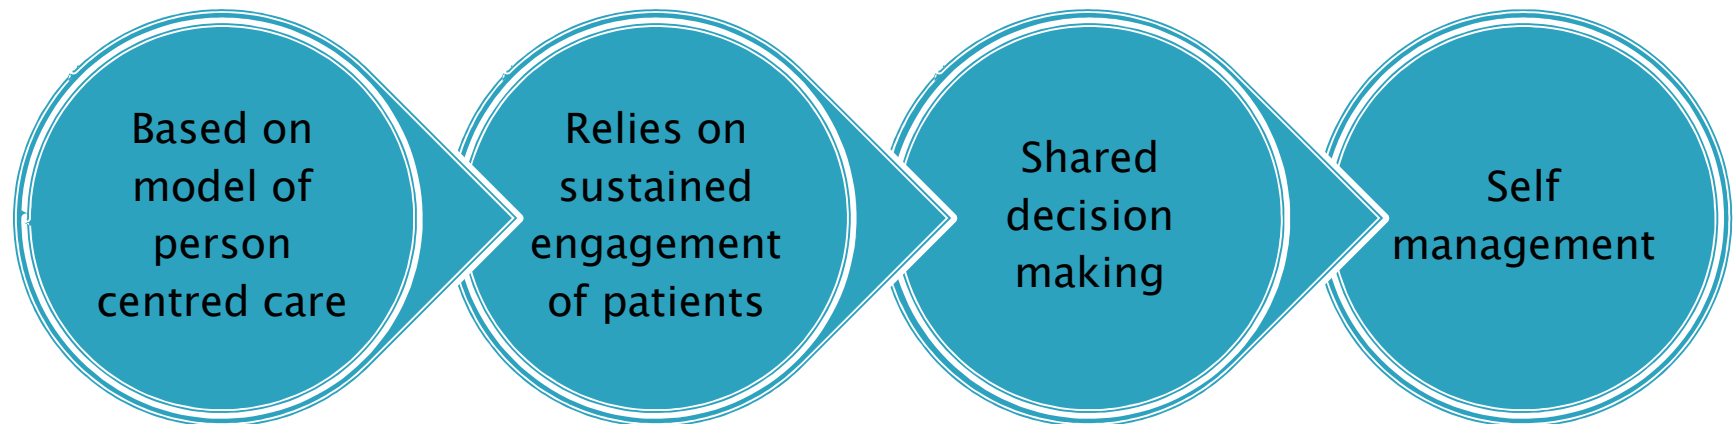 Based on
model of
person
centred care
Relies on
sustained
engagement
of patients
Shared
decision
making
Self
management